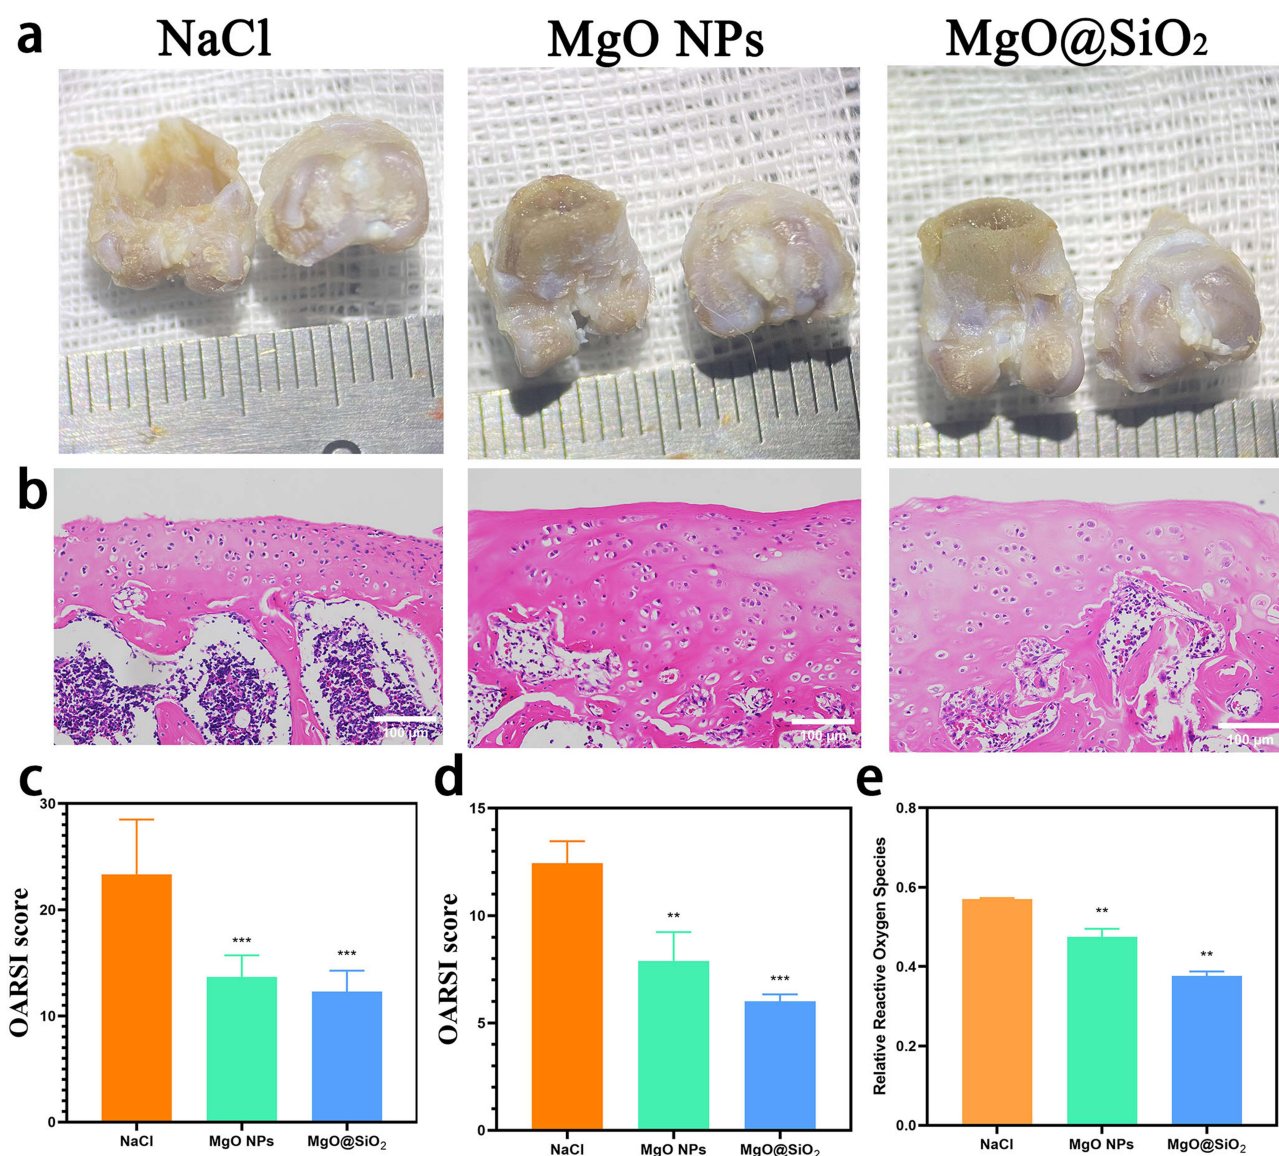 a
NaCl
MgO NPs
MgO@SiO₂
b
100 µm
100 µm
100 µm
c
OARSI score
30
20
10
0
***
***
NaCl
MgO NPs
MgO@SiO₂
d
OARSI score
15
10
5
0
**
***
NaCl
MgO NPs
MgO@SiO₂
e
Relative Reactive Oxygen Species
0.8
0.6
0.4
0.2
0.0
**
**
NaCl
MgO NPs
MgO@SiO₂